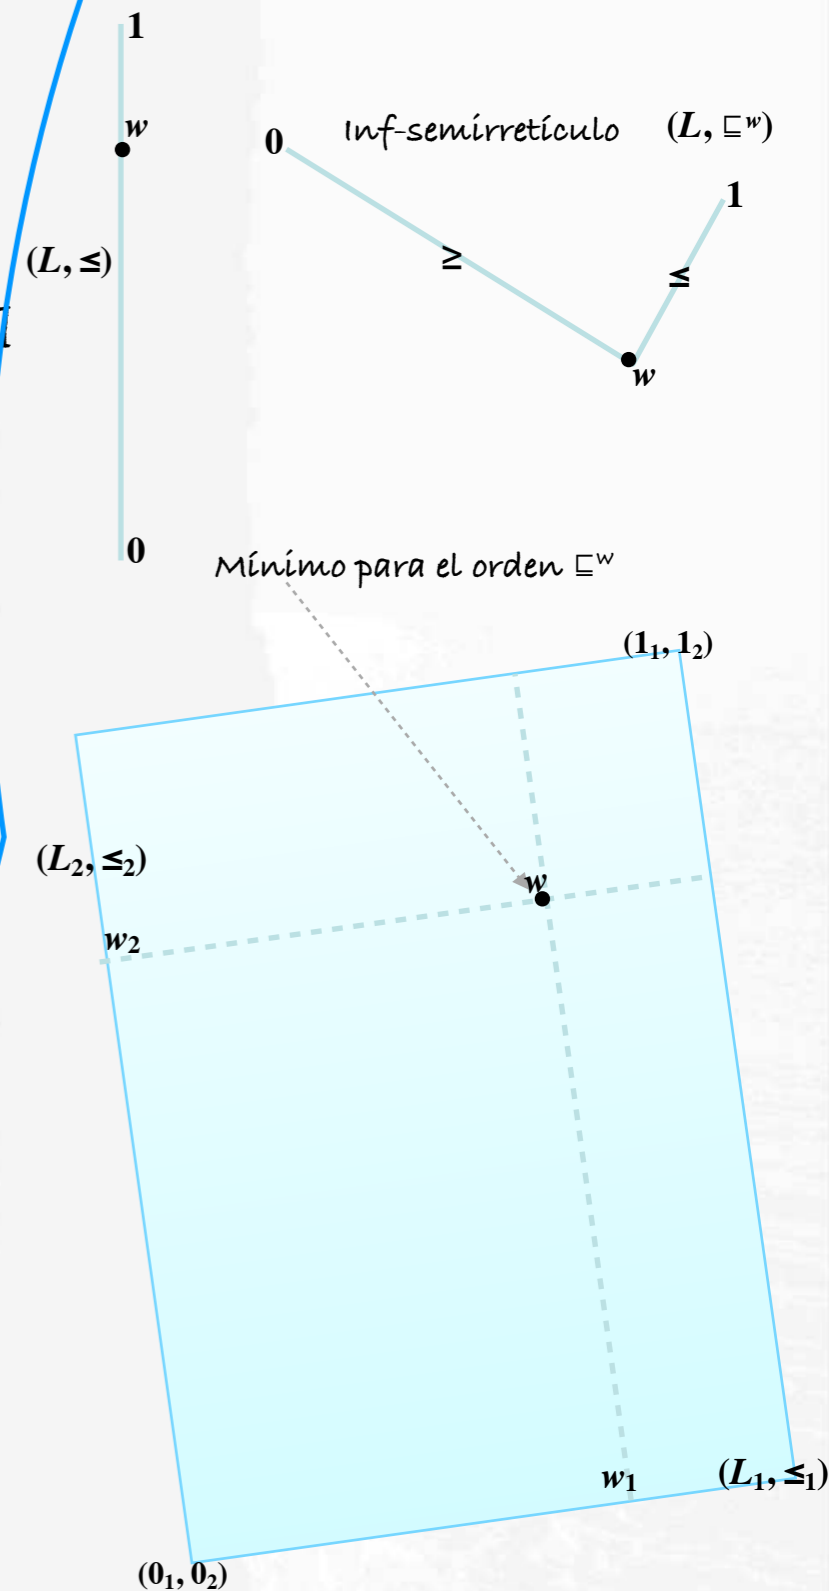 1
w
0 Inf-semirretículo (L, ⊑ʷ)
1
(L, ≤)
≥
≤
w
0
Mínimo para el orden ⊑ʷ
(1₁, 1₂)
(L₂, ≤₂)
w
w₂
w₁ (L₁, ≤₁)
(0₁, 0₂)